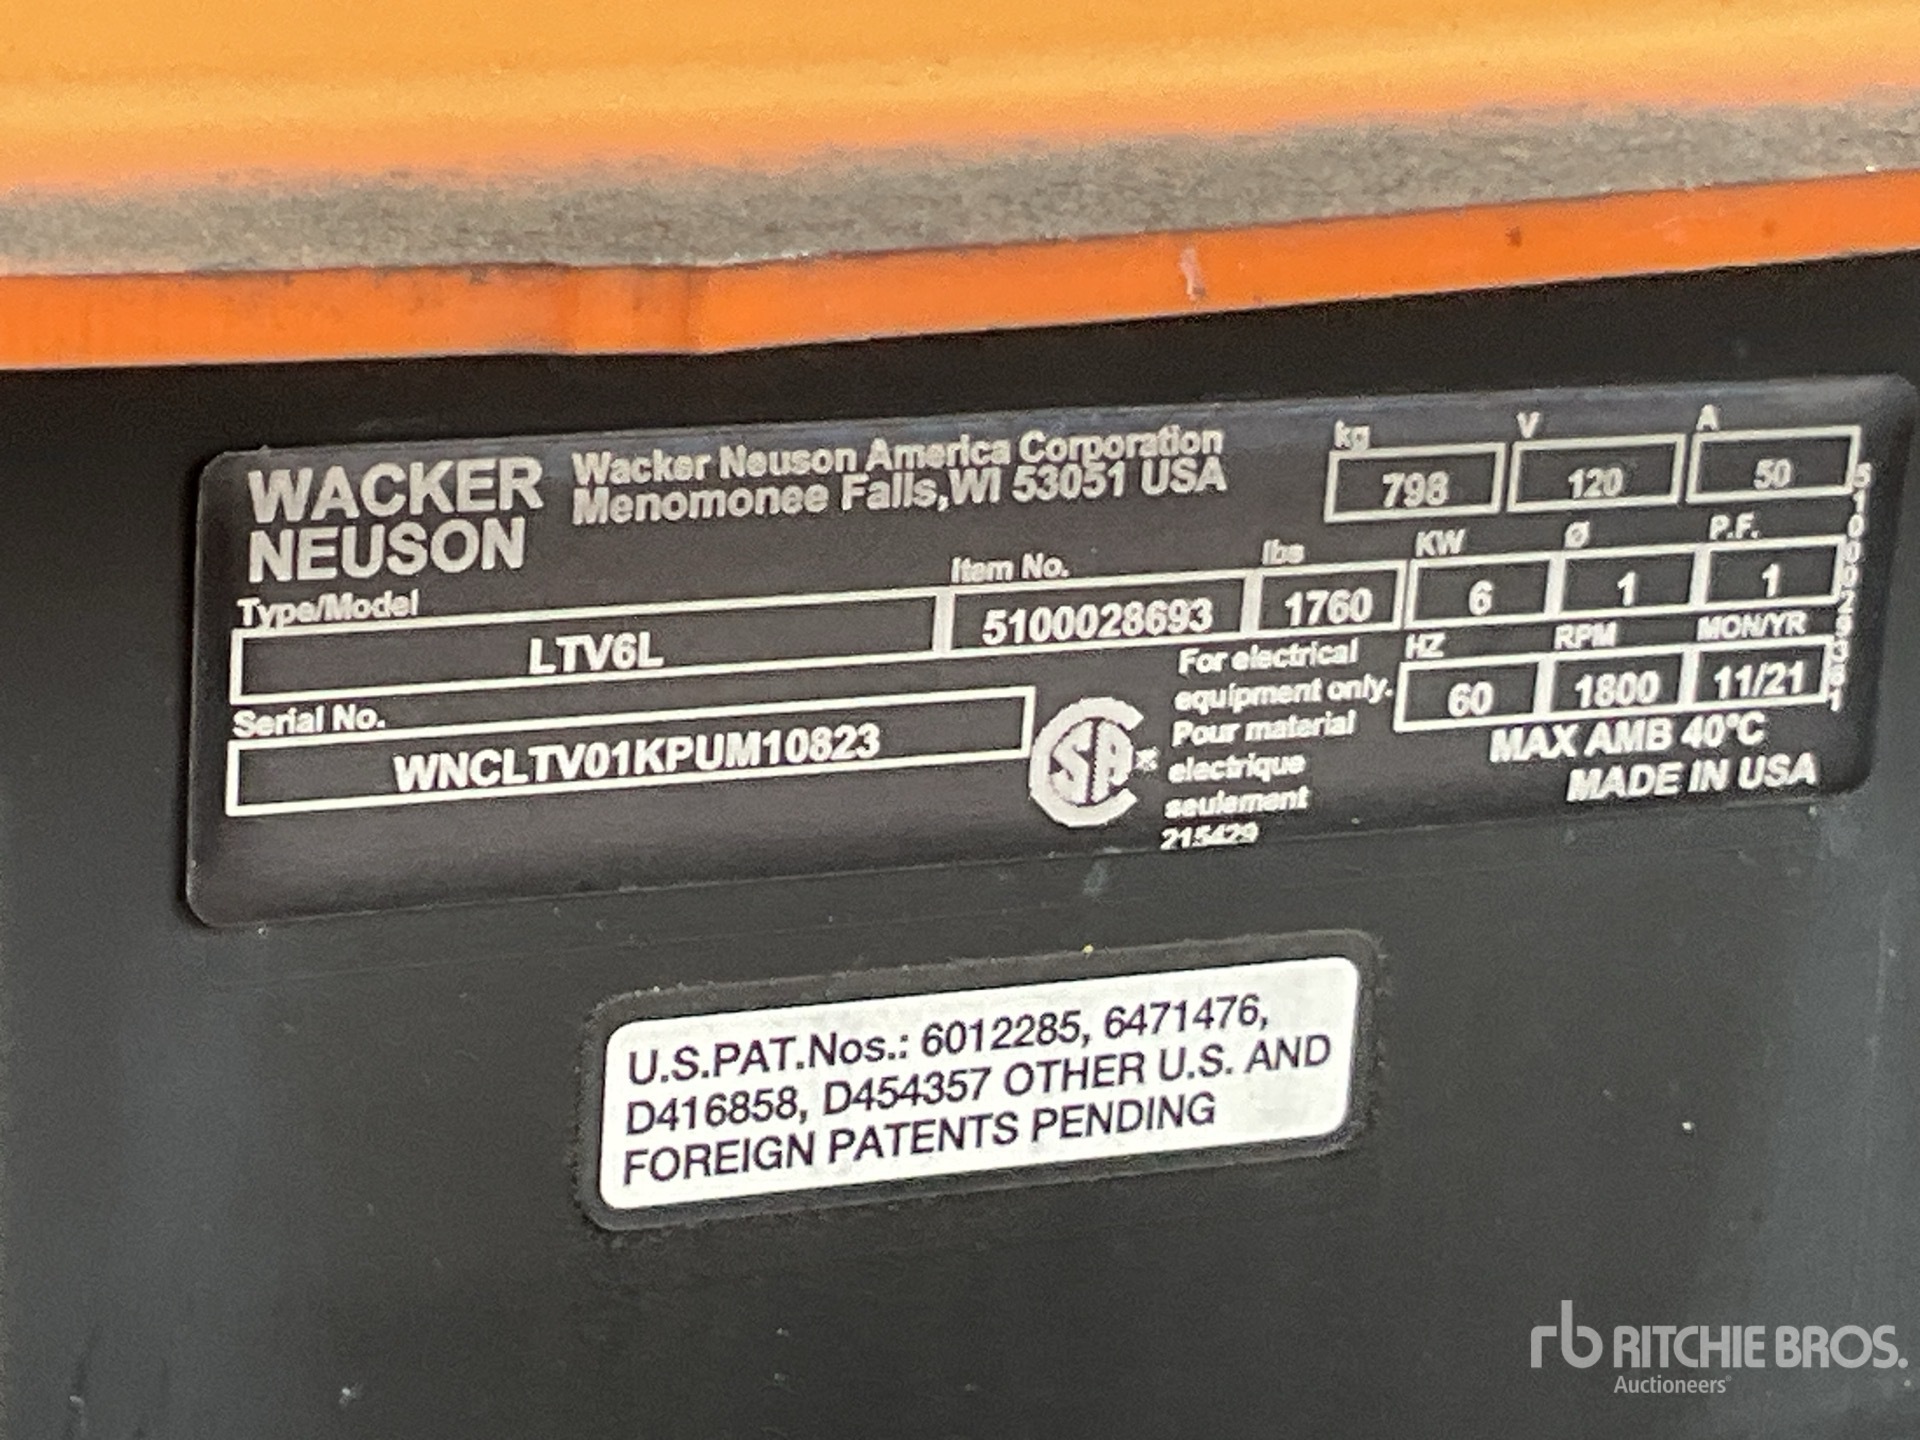 WACKER
NEUSON
Wacker Neuson America Corporation
Menomonee Falls, WI 53051 USA
kg
798
V
120
A
50
Type/Model
LTV6L
Item No.
5100028693
lbs
1760
KW
6
Ø
1
P.F.
1
Serial No.
WNCLTV01KPUM10823
HZ
60
RPM
1800
MON/YR
11/21
SA
For electrical
equipment only.
Pour material
electrique
seulement
215429
MAX AMB 40°C
MADE IN USA
U.S.PAT.Nos.: 6012285, 6471476,
D416858, D454357 OTHER U.S. AND
FOREIGN PATENTS PENDING
rb RITCHIE BROS.
Auctioneers